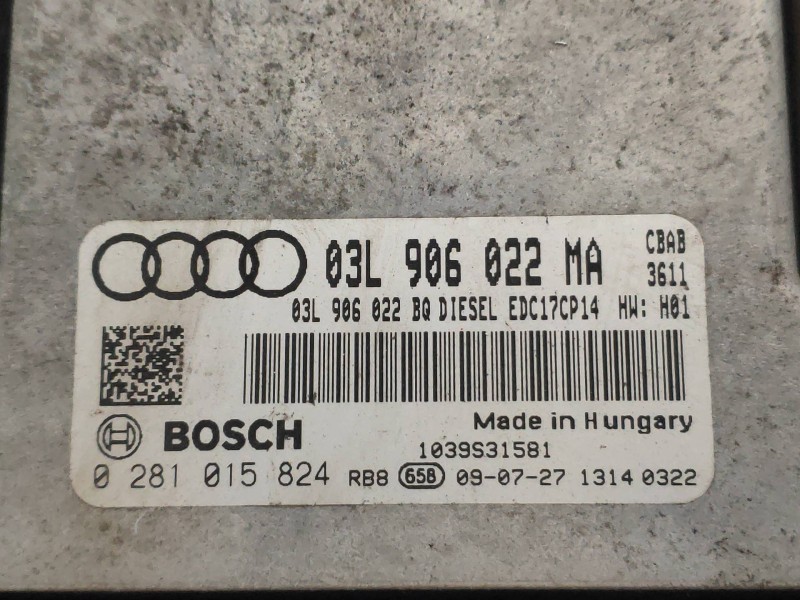 03L 906 022 MA CBAB
3611
03L 906 022 BQ DIESEL EDC17CP14 HW: H01
Made in Hungary
BOSCH
1039S31581
0 281 015 824 RB8 65B 09-07-27 1314 0322